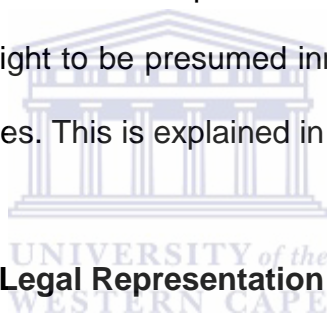 ight to be presumed inn
es. This is explained in
UNIVERSITY of the
Legal Representation
WESTERN CAPE